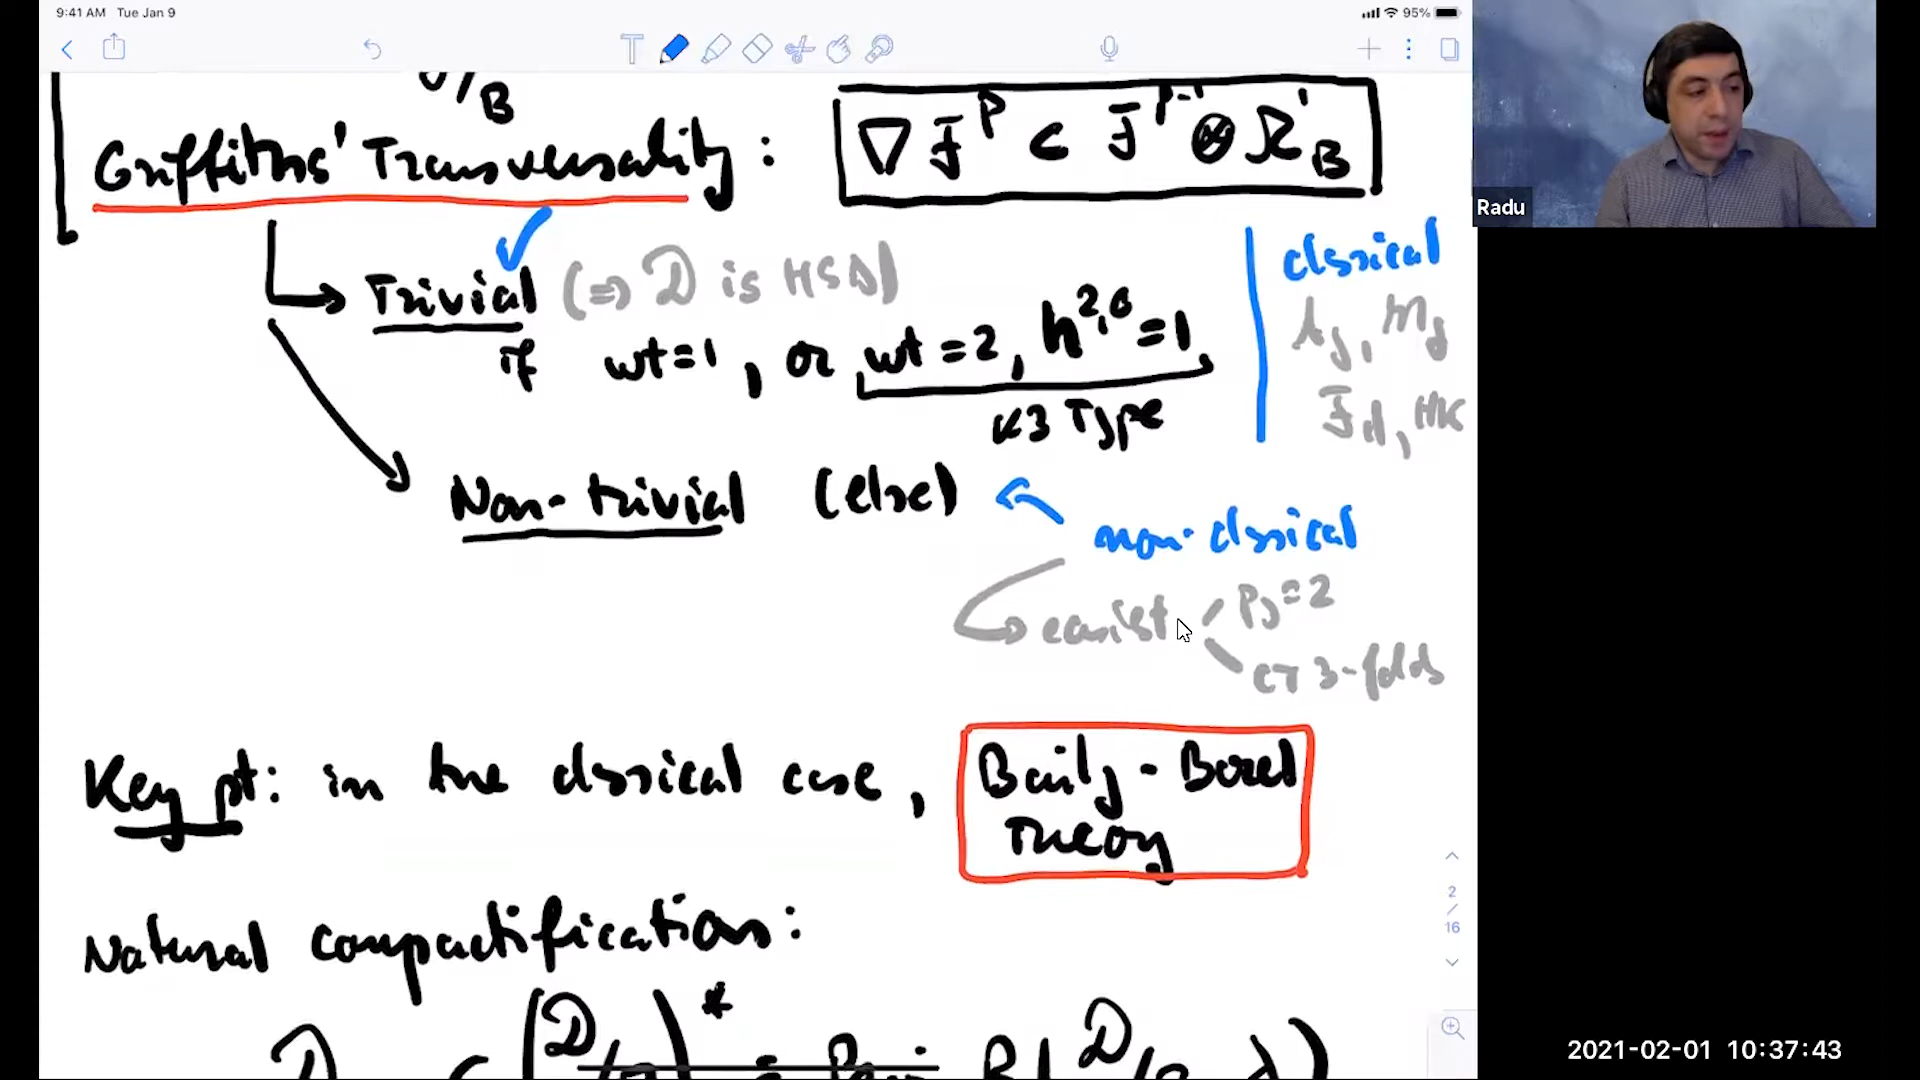 9:41 AM Tue Jan 9
95%
B
Griffiths' Transversality : ∇ F^p ⊂ F^{p-1} ⊗ Ω^1_B
Radu
Trivial (⇒ D is HSD)
if wt=1, or wt=2, h^{2,0}=1
K3 Type
classical
A_g, M_g
F_d, HK
Non-trivial (else)
non-classical
easiest
p_g=2
CY 3-folds
Key pt: in the classical case, Baily-Borel
Theory
2
/
16
Natural compactification:
2021-02-01 10:37:43